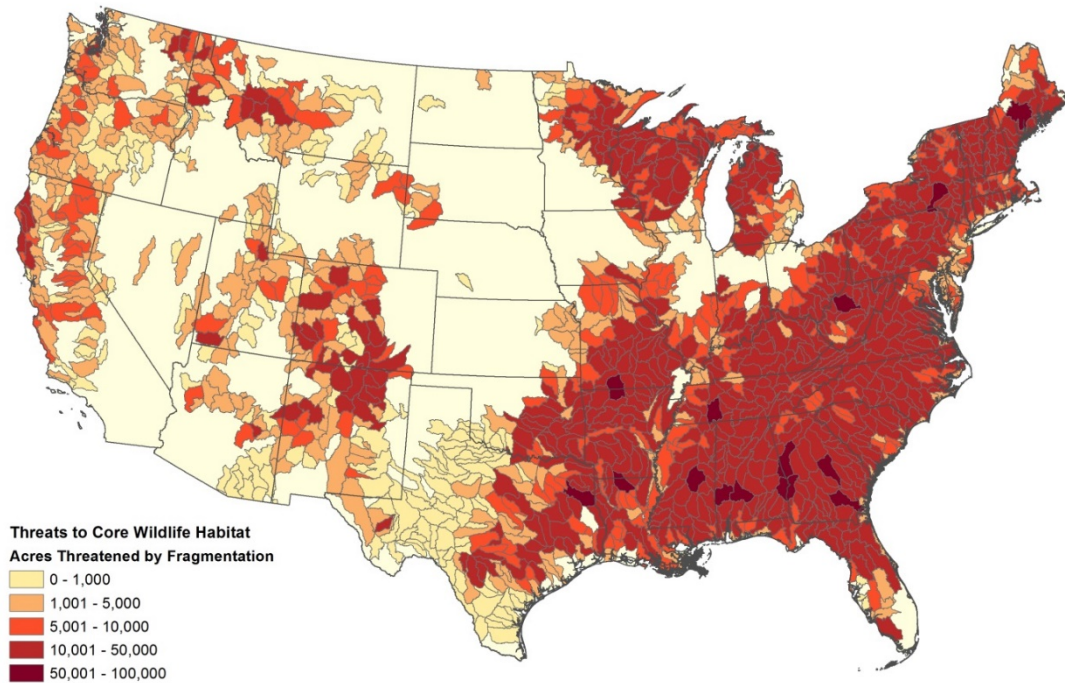 Threats to Core Wildlife Habitat
Acres Threatened by Fragmentation
0 - 1,000
1,001 - 5,000
5,001 - 10,000
10,001 - 50,000
50,001 - 100,000